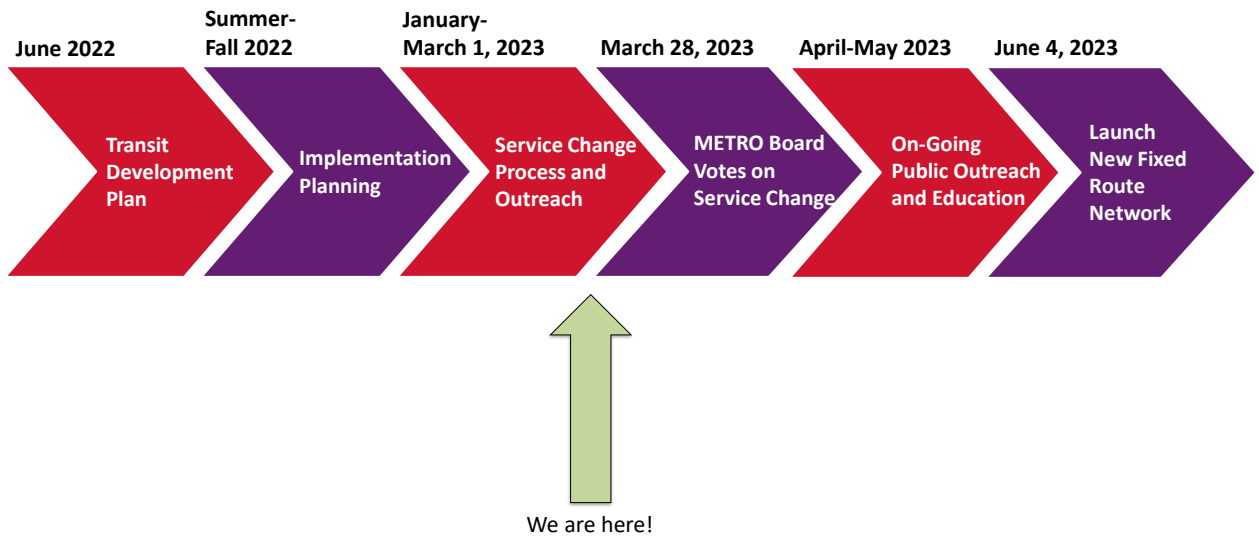 June 2022
Summer-
Fall 2022
January-
March 1, 2023
March 28, 2023
April-May 2023
June 4, 2023
Transit
Development
Plan
Implementation
Planning
Service Change
Process and
Outreach
METRO Board
Votes on
Service Change
On-Going
Public Outreach
and Education
Launch
New Fixed
Route
Network
We are here!